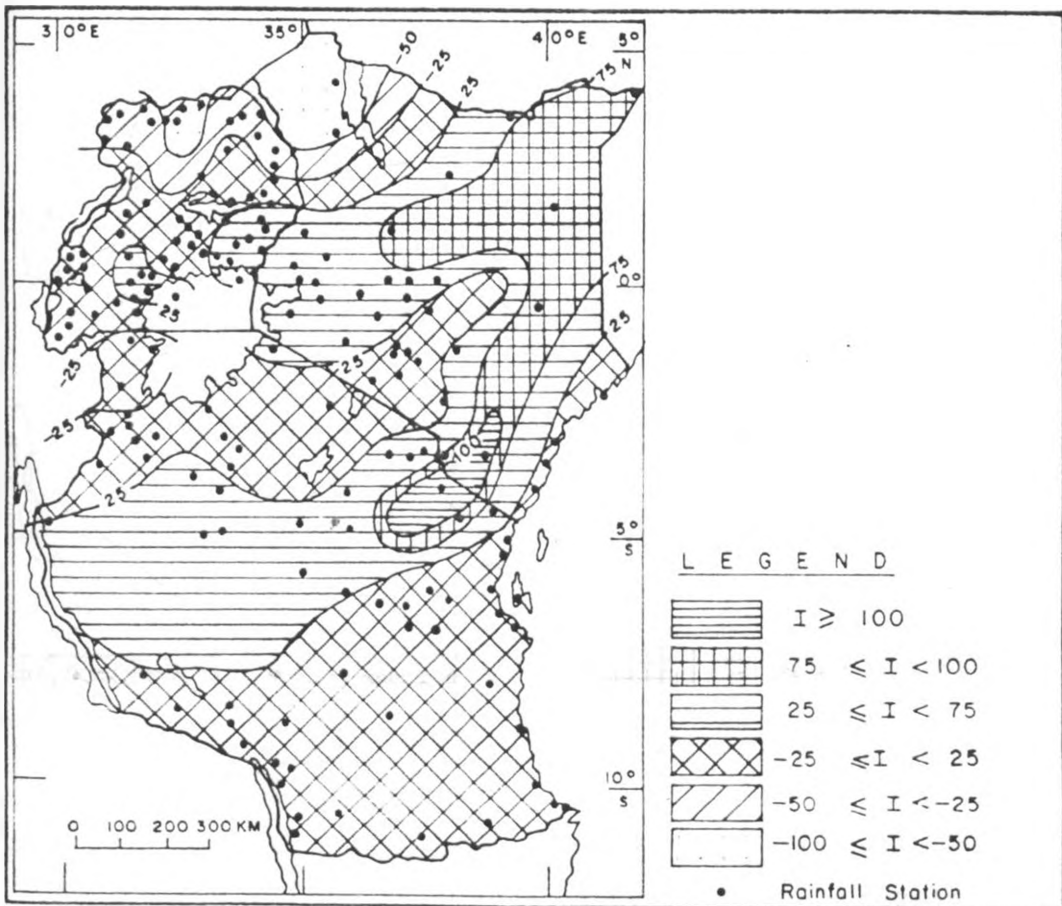 30°E 35° 40°E 5°
N
-50
-25
25
-75
0°
75
25
25
-25
-25
-25
100
25
5°
S
10°
S
0 100 200 300 KM
LEGEND
I ⩾ 100
75 ⩽ I < 100
25 ⩽ I < 75
-25 ⩽ I < 25
-50 ⩽ I < -25
-100 ⩽ I < -50
Rainfall Station